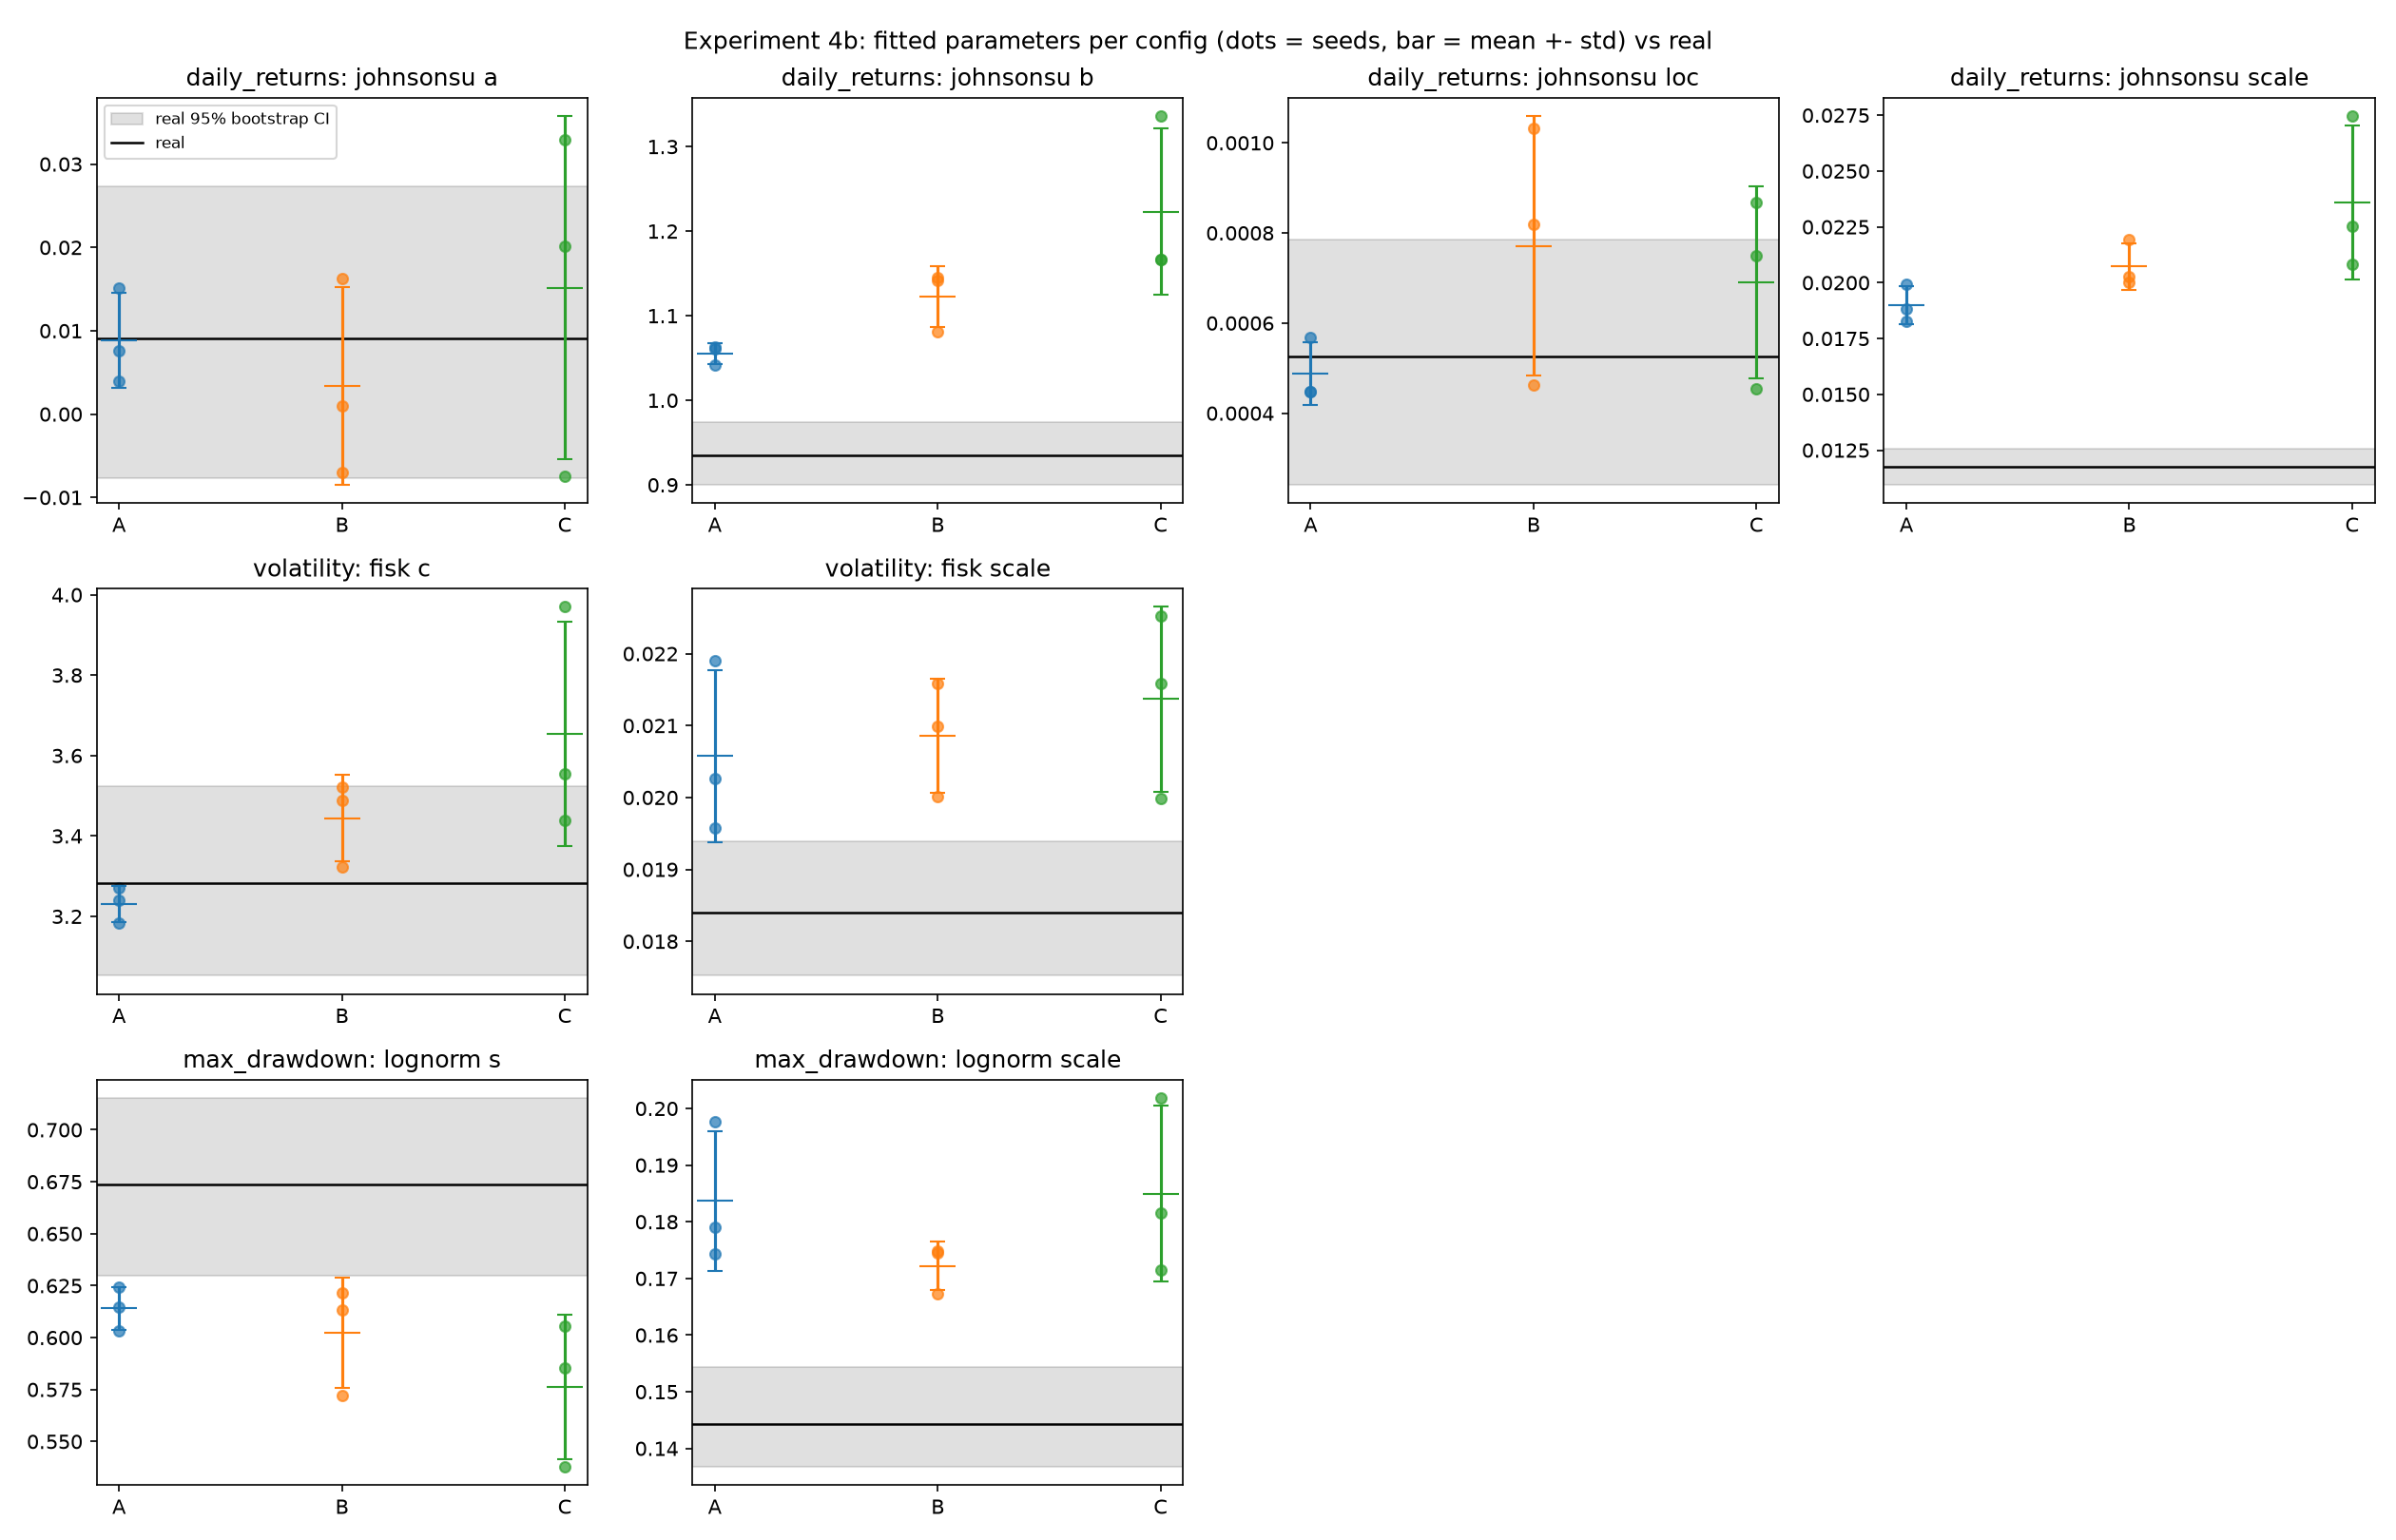 Experiment 4b: fitted parameters per config (dots = seeds, bar = mean +- std) vs real
daily_returns: johnsonsu a
real 95% bootstrap CI
real
0.03
0.02
0.01
0.00
−0.01
A
B
C
daily_returns: johnsonsu b
1.3
1.2
1.1
1.0
0.9
A
B
C
daily_returns: johnsonsu loc
0.0010
0.0008
0.0006
0.0004
A
B
C
daily_returns: johnsonsu scale
0.0275
0.0250
0.0225
0.0200
0.0175
0.0150
0.0125
A
B
C
volatility: fisk c
4.0
3.8
3.6
3.4
3.2
A
B
C
volatility: fisk scale
0.022
0.021
0.020
0.019
0.018
A
B
C
max_drawdown: lognorm s
0.700
0.675
0.650
0.625
0.600
0.575
0.550
A
B
C
max_drawdown: lognorm scale
0.20
0.19
0.18
0.17
0.16
0.15
0.14
A
B
C